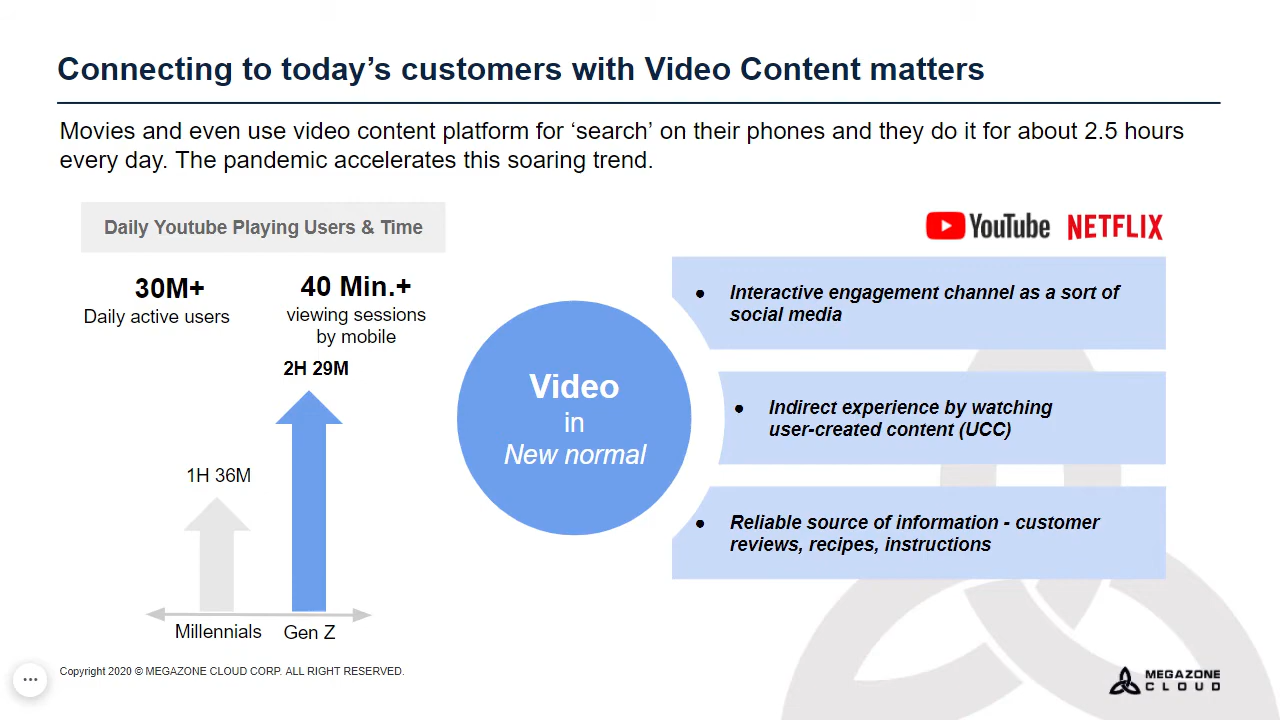 Connecting to today’s customers with Video Content matters
Movies and even use video content platform for ‘search’ on their phones and they do it for about 2.5 hours
every day. The pandemic accelerates this soaring trend.
Daily Youtube Playing Users & Time
30M+
Daily active users
40 Min.+
viewing sessions
by mobile
2H 29M
1H 36M
Millennials
Gen Z
Video
in
New normal
YouTube
NETFLIX
● Interactive engagement channel as a sort of
social media
● Indirect experience by watching
user-created content (UCC)
● Reliable source of information - customer
reviews, recipes, instructions
Copyright 2020 © MEGAZONE CLOUD CORP. ALL RIGHT RESERVED.
MEGAZONE
CLOUD